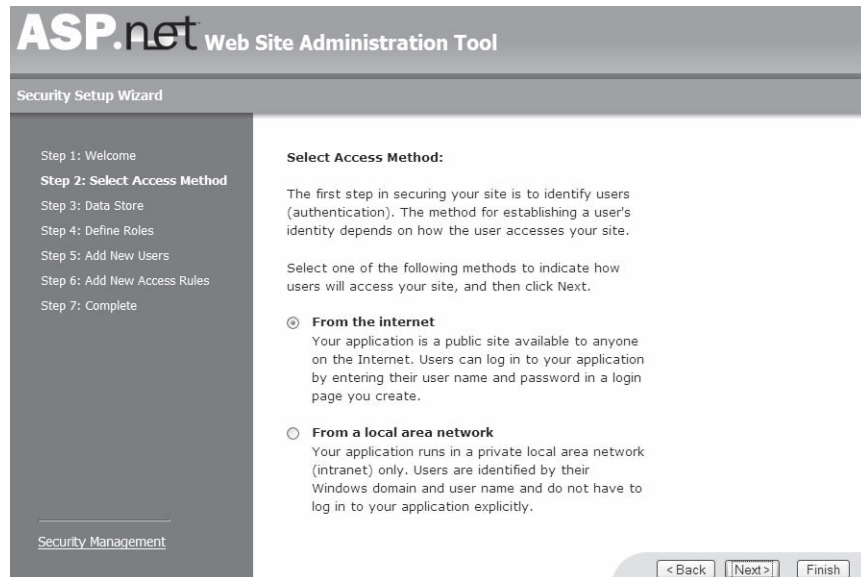 ASP.net Web Site Administration Tool
Security Setup Wizard
Step 1: Welcome
Step 2: Select Access Method
Step 3: Data Store
Step 4: Define Roles
Step 5: Add New Users
Step 6: Add New Access Rules
Step 7: Complete
Security Management
Select Access Method:
The first step in securing your site is to identify users
(authentication). The method for establishing a user's
identity depends on how the user accesses your site.
Select one of the following methods to indicate how
users will access your site, and then click Next.
From the internet
Your application is a public site available to anyone
on the Internet. Users can log in to your application
by entering their user name and password in a login
page you create.
From a local area network
Your application runs in a private local area network
(intranet) only. Users are identified by their
Windows domain and user name and do not have to
log in to your application explicitly.
< Back Next > Finish